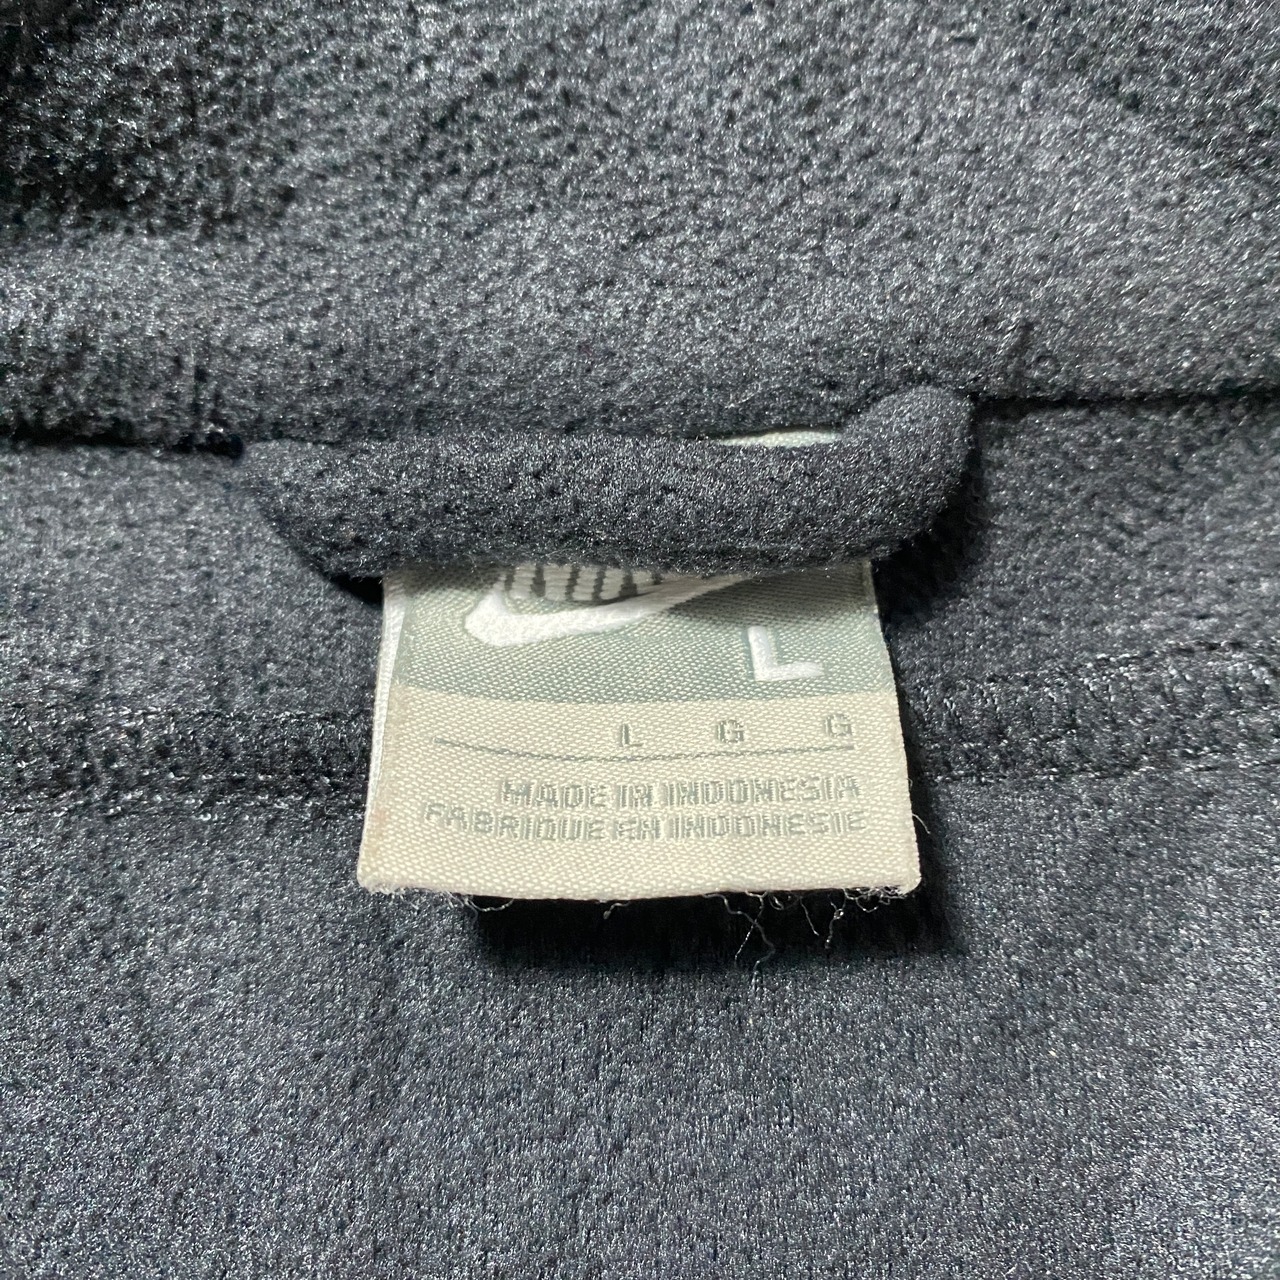 L
L G G
MADE IN INDONESIA
FABRIQUE EN INDONESIE